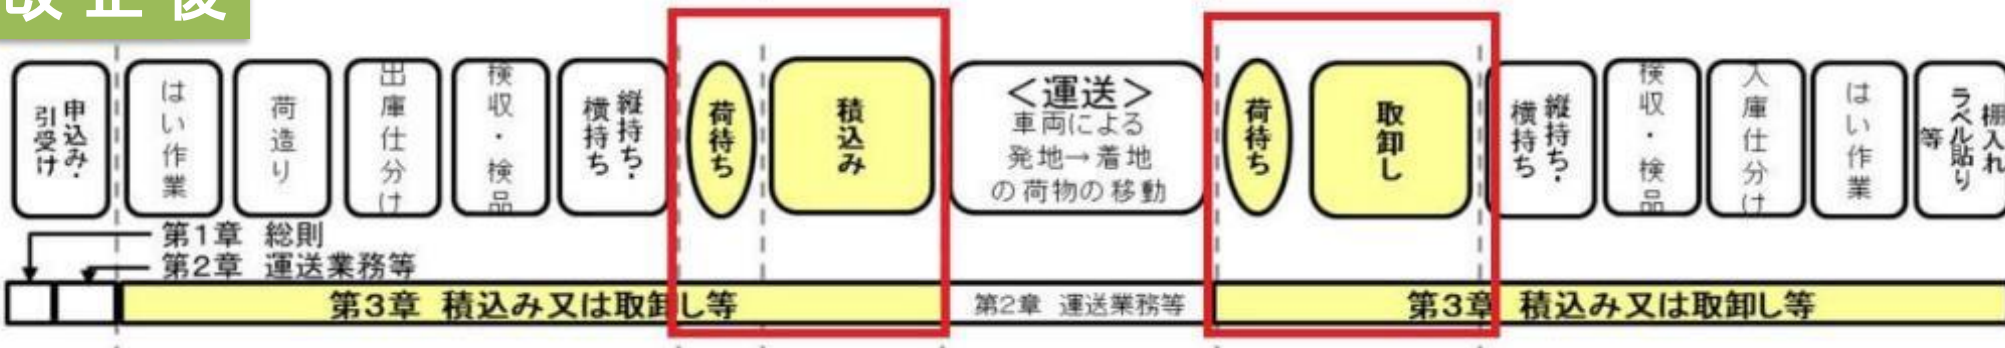 改正後
申込み・
引受け
はい作業
荷造り
出庫仕分け
検収・検品
縦持ち・
横持ち
荷待ち
積込み
＜運送＞
車両による
発地→着地
の荷物の移動
荷待ち
取卸し
縦持ち・
横持ち
検収・検品
入庫仕分け
はい作業
棚入れ
ラベル貼り
等
第1章 総則
第2章 運送業務等
第3章 積込み又は取卸し等
第2章 運送業務等
第3章 積込み又は取卸し等